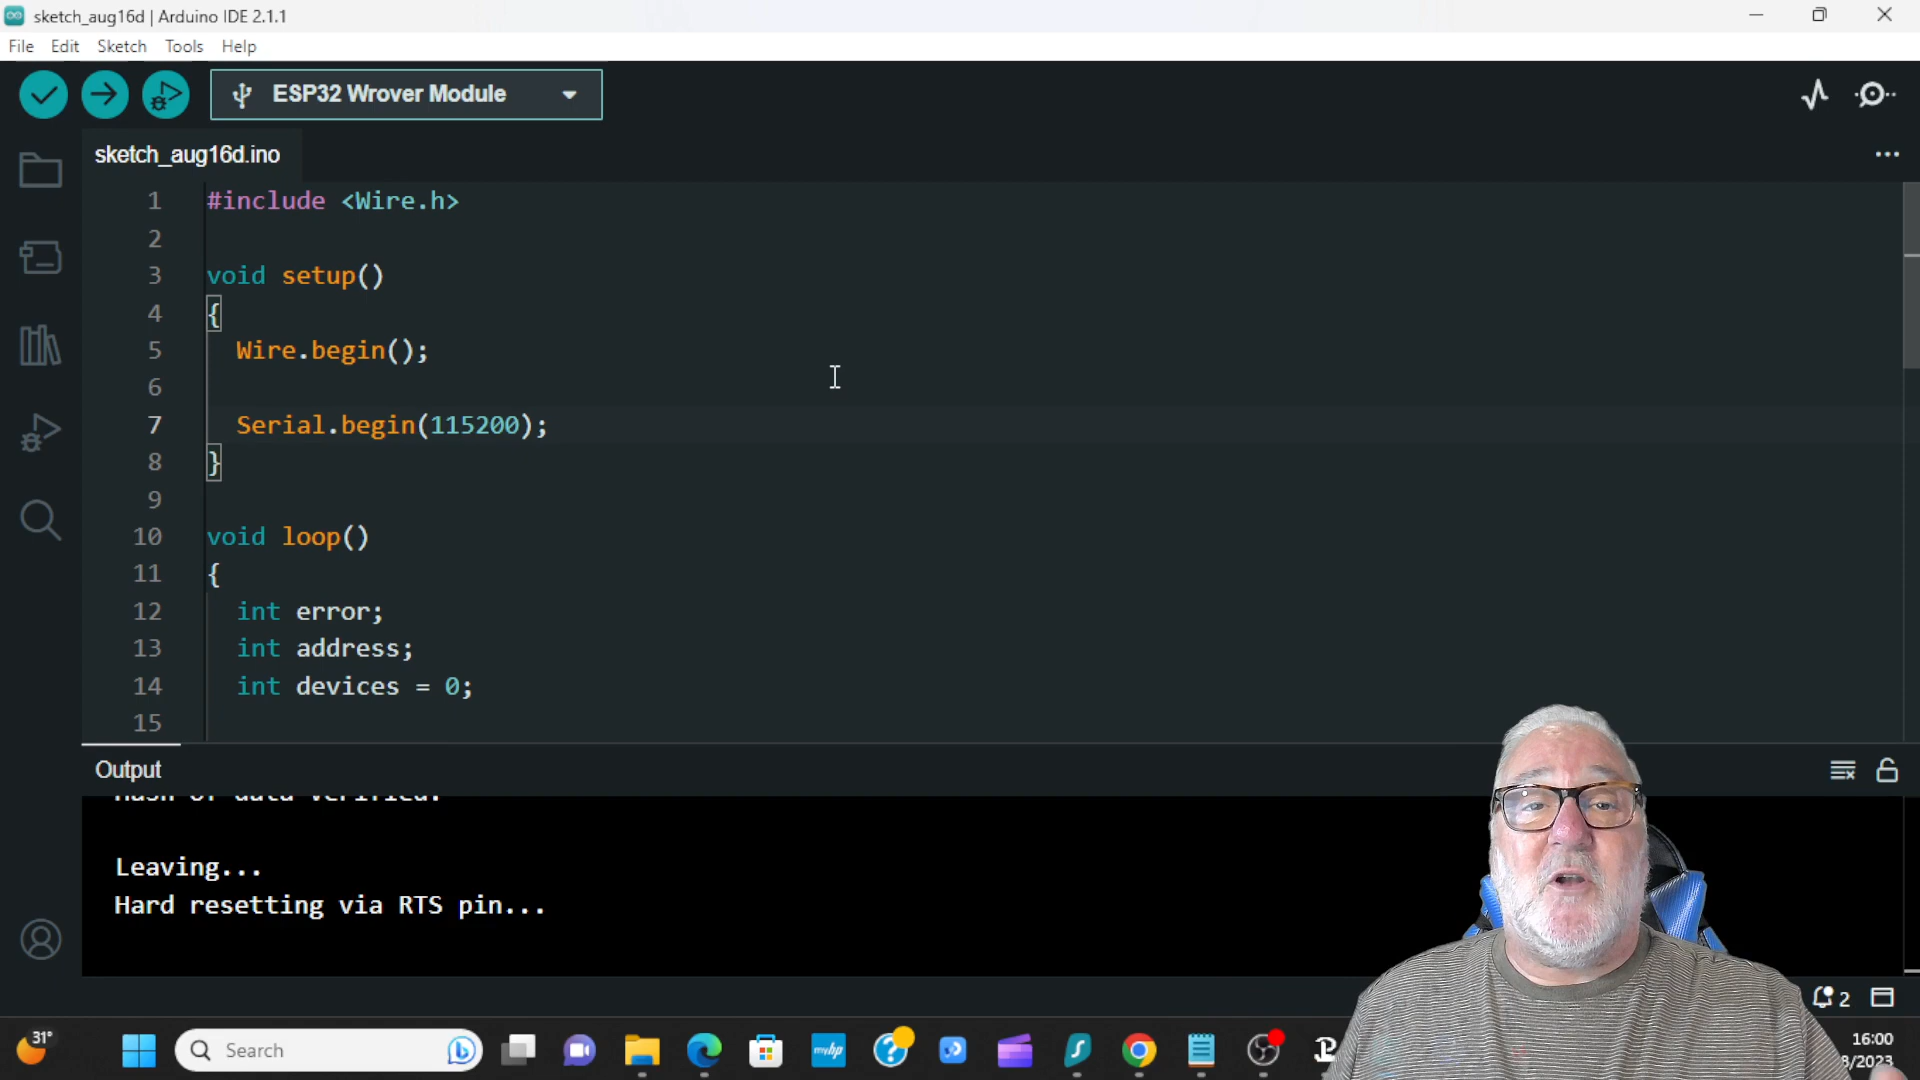 sketch_aug16d | Arduino IDE 2.1.1
File Edit Sketch Tools Help
ESP32 Wrover Module
sketch_aug16d.ino
1 #include <Wire.h>
2
3 void setup()
4 {
5 Wire.begin();
6
7 Serial.begin(115200);
8 }
9
10 void loop()
11 {
12 int error;
13 int address;
14 int devices = 0;
15
Output
Hash of data verified.
Leaving...
Hard resetting via RTS pin...
2
31°
Search
myhp
16:00
8/2023